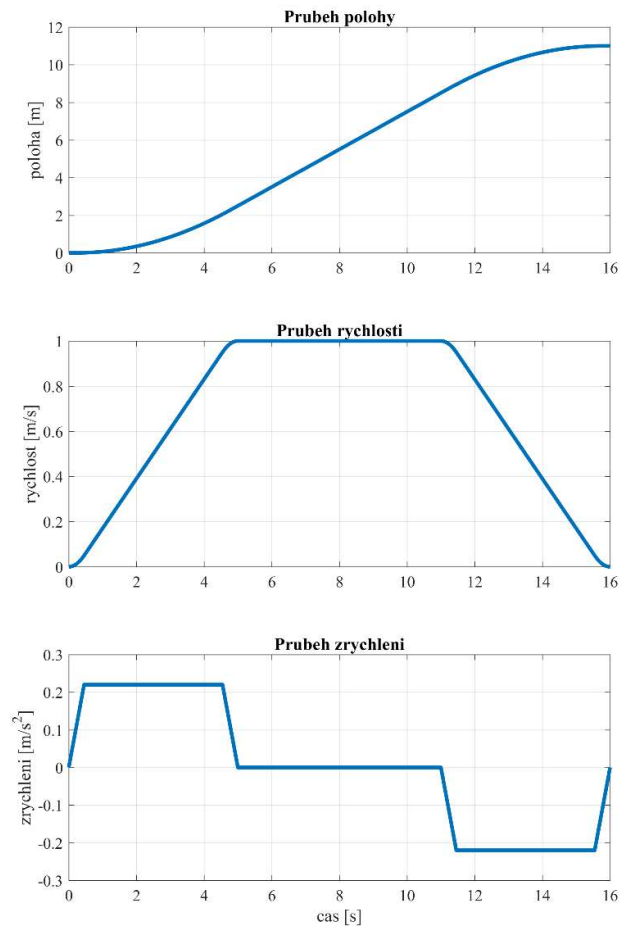 Prubeh polohy
12
10
8
6
4
2
0
poloha [m]
0 2 4 6 8 10 12 14 16
Prubeh rychlosti
1
0.8
0.6
0.4
0.2
0
rychlost [m/s]
0 2 4 6 8 10 12 14 16
Prubeh zrychleni
0.3
0.2
0.1
0
-0.1
-0.2
-0.3
zrychleni [m/s²]
0 2 4 6 8 10 12 14 16
cas [s]